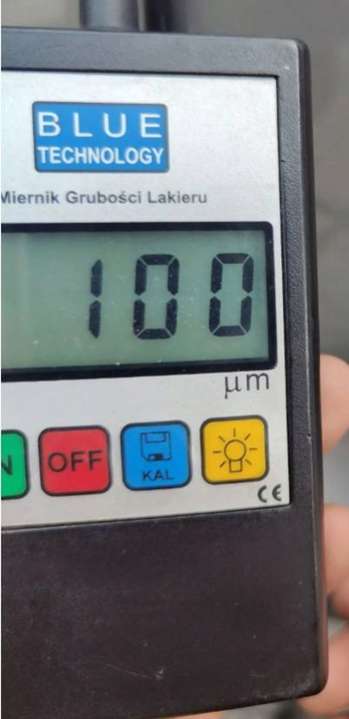 BLUE
TECHNOLOGY
Miernik Grubości Lakieru
100
μm
OFF
KAL
CE